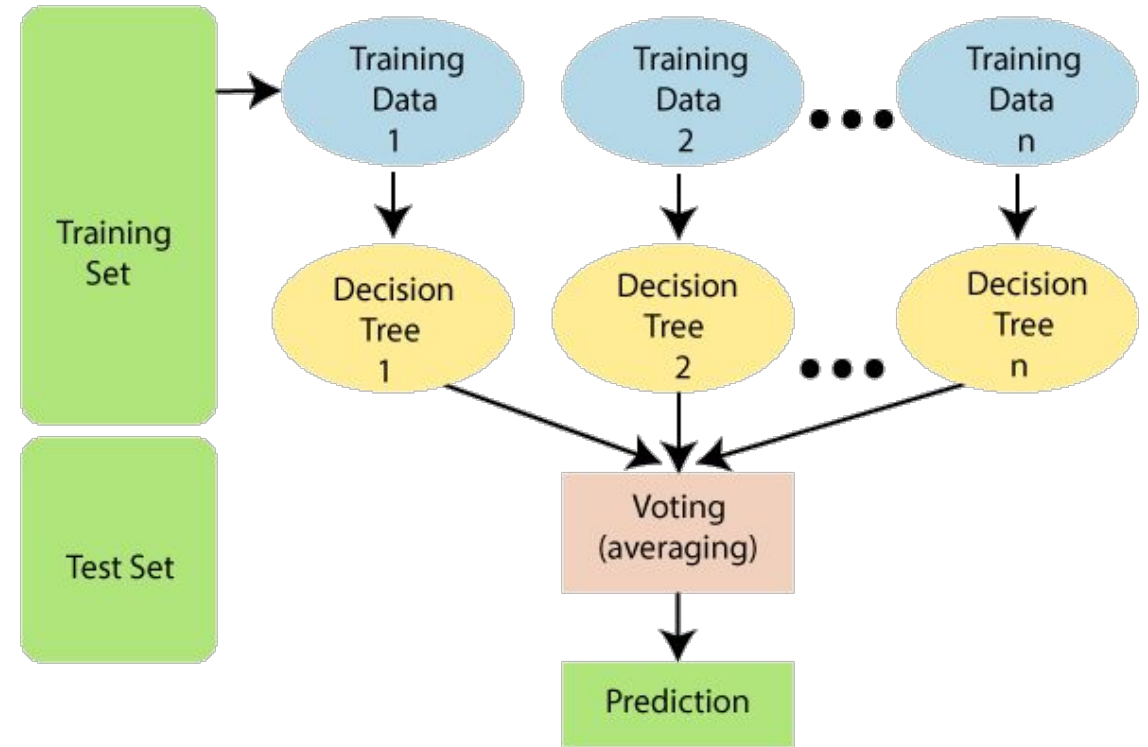 Training
Set
Training
Data
1
Training
Data
2
Training
Data
n
Decision
Tree
1
Decision
Tree
2
Decision
Tree
n
Test Set
Voting
(averaging)
Prediction